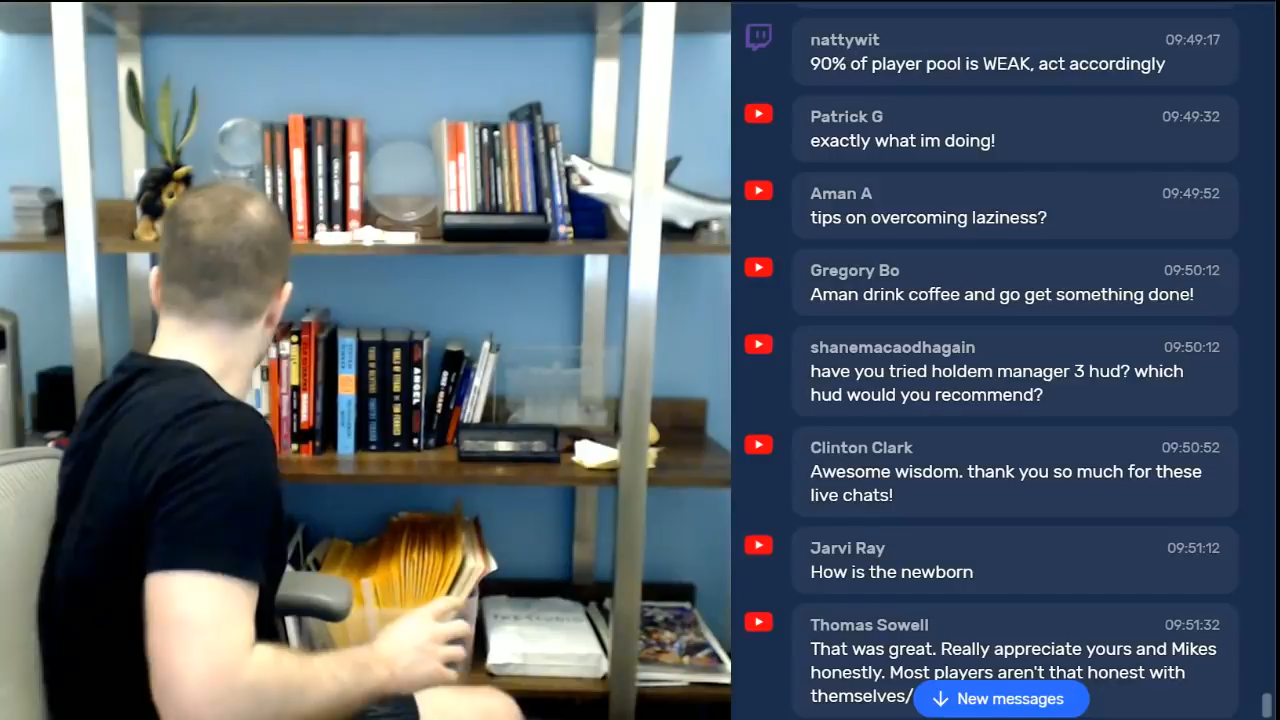 nattywit
09:49:17
90% of player pool is WEAK, act accordingly
Patrick G
09:49:32
exactly what im doing!
Aman A
09:49:52
tips on overcoming laziness?
Gregory Bo
09:50:12
Aman drink coffee and go get something done!
shanemacaodhagain
09:50:12
have you tried holdem manager 3 hud? which
hud would you recommend?
Clinton Clark
09:50:52
Awesome wisdom. thank you so much for these
live chats!
Jarvi Ray
09:51:12
How is the newborn
Thomas Sowell
09:51:32
That was great. Really appreciate yours and Mikes
honestly. Most players aren't that honest with
themselves/
New messages
ANGEL